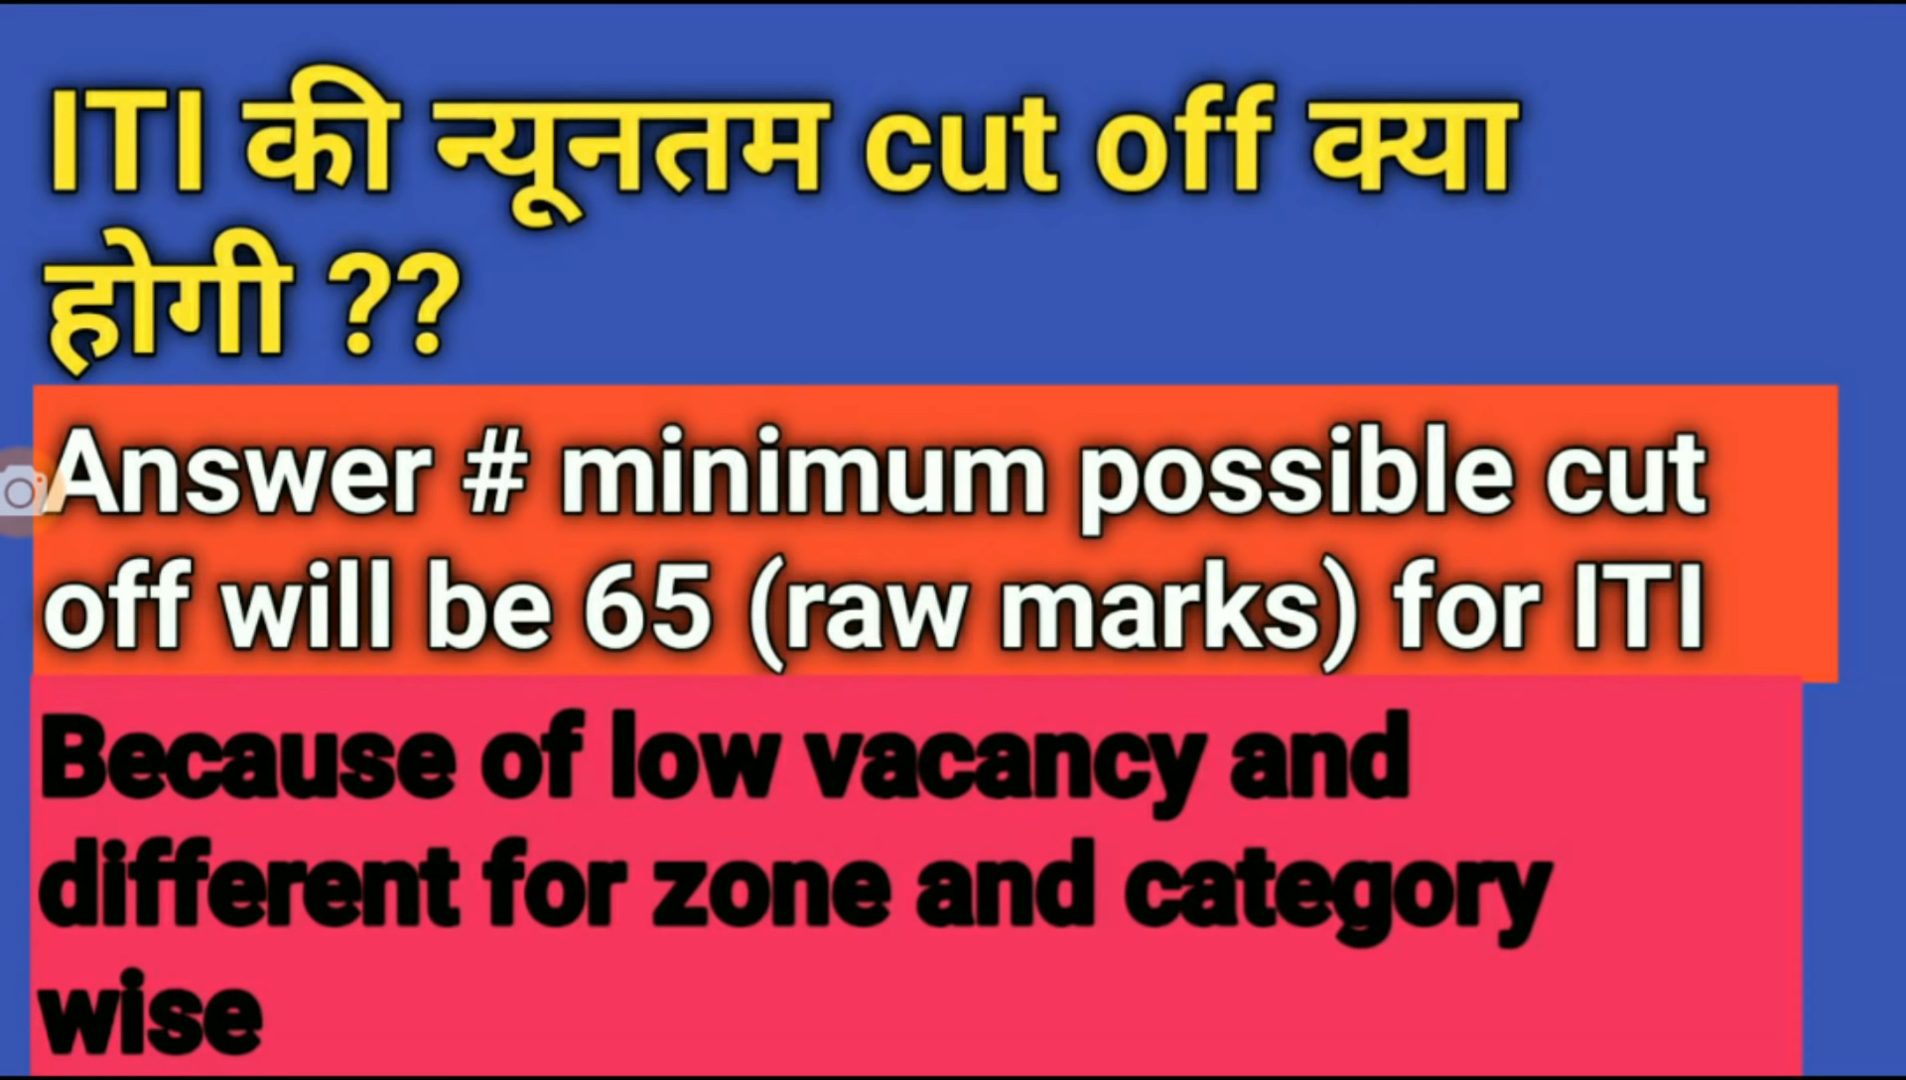 ITI की न्यूनतम cut off क्या
होगी ??
Answer # minimum possible cut
off will be 65 (raw marks) for ITI
Because of low vacancy and
different for zone and category
wise